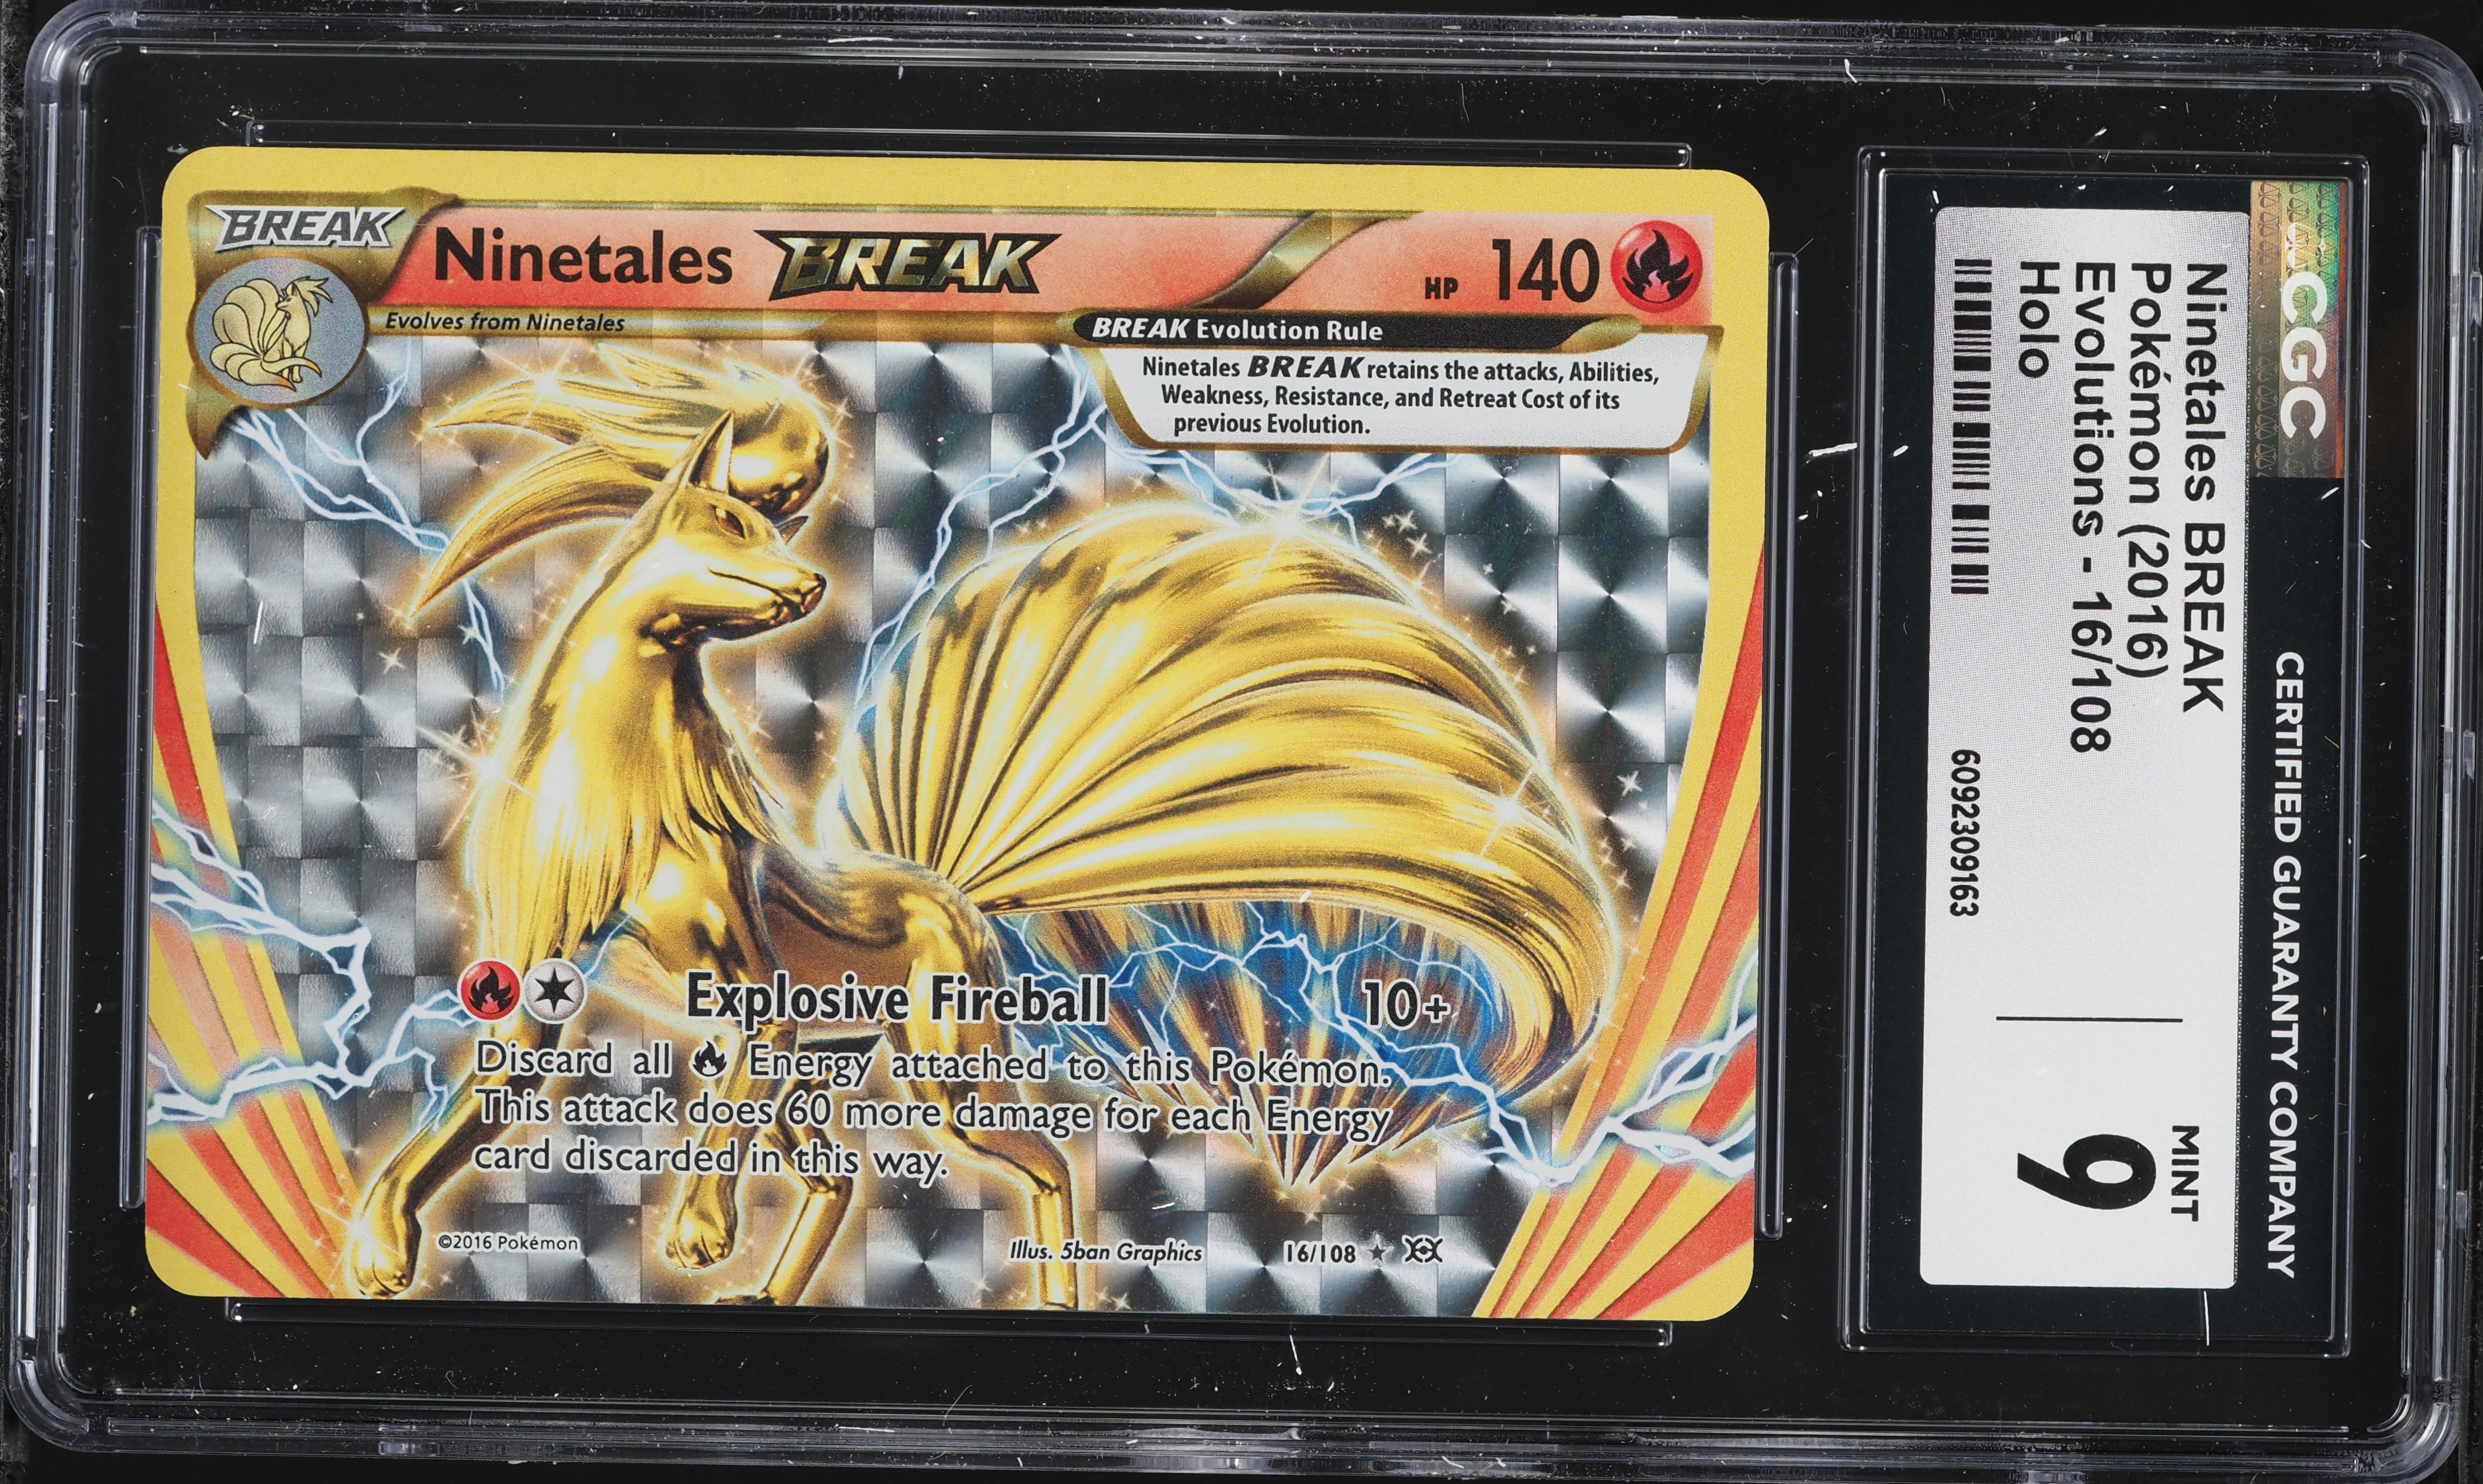 BREAK
Ninetales BREAK
HP 140
Evolves from Ninetales
BREAK Evolution Rule
Ninetales BREAK retains the attacks, Abilities,
Weakness, Resistance, and Retreat Cost of its
previous Evolution.
Explosive Fireball 10+
Discard all Energy attached to this Pokémon.
This attack does 60 more damage for each Energy
card discarded in this way.
©2016 Pokémon
Illus. 5ban Graphics
16/108
CGC
CERTIFIED GUARANTY COMPANY
Ninetales BREAK
Pokémon (2016)
Evolutions - 16/108
Holo
6092309163
MINT
9